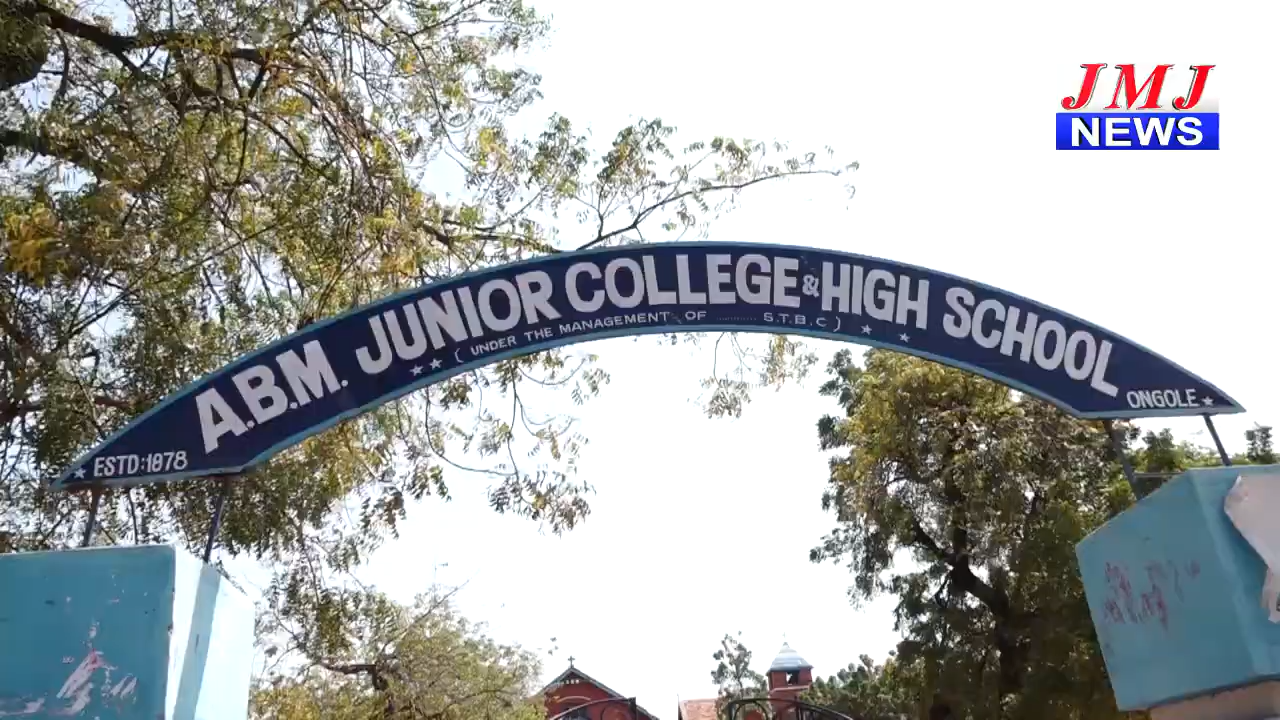 JMJ
NEWS
A.B.M. JUNIOR COLLEGE & HIGH SCHOOL
( UNDER THE MANAGEMENT OF S.T.B.C )
ESTD:1878
ONGOLE